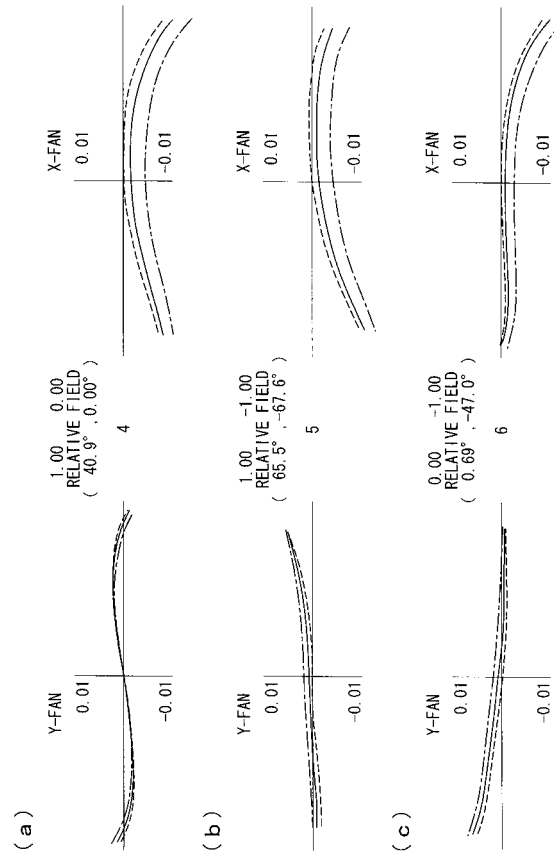 (a)
Y-FAN
0.01
-0.01
1.00 0.00
RELATIVE FIELD
( 40.9° , 0.00° )
4
X-FAN
0.01
-0.01
(b)
Y-FAN
0.01
-0.01
1.00 -1.00
RELATIVE FIELD
( 65.5° , -67.6° )
5
X-FAN
0.01
-0.01
(c)
Y-FAN
0.01
-0.01
0.00 -1.00
RELATIVE FIELD
( 0.69° , -47.0° )
6
X-FAN
0.01
-0.01